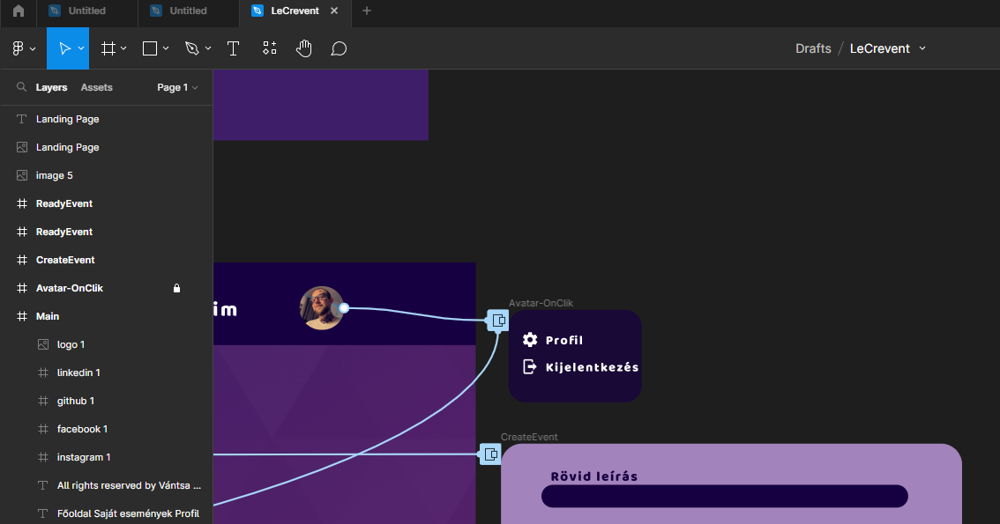 Untitled
Untitled
LeCrevent
Drafts / LeCrevent
Layers Assets Page 1
Landing Page
Landing Page
image 5
ReadyEvent
ReadyEvent
CreateEvent
Avatar-OnClik
Main
logo 1
linkedin 1
github 1
facebook 1
instagram 1
All rights reserved by Vántsa ...
Főoldal Saját események Profil
im
Avatar-OnClik
Profil
Kijelentkezés
CreateEvent
Rövid leírás